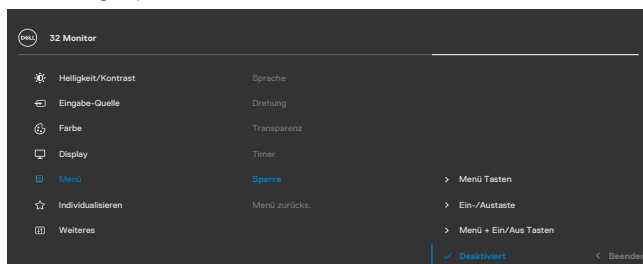 DELL
32 Monitor
Helligkeit/Kontrast
Sprache
Eingabe-Quelle
Drehung
Farbe
Transparenz
Display
Timer
Menü
Sperre
Menü Tasten
Individualisieren
Menü zurücks.
Ein-/Austaste
Weiteres
Menü + Ein/Aus Tasten
Deaktiviert